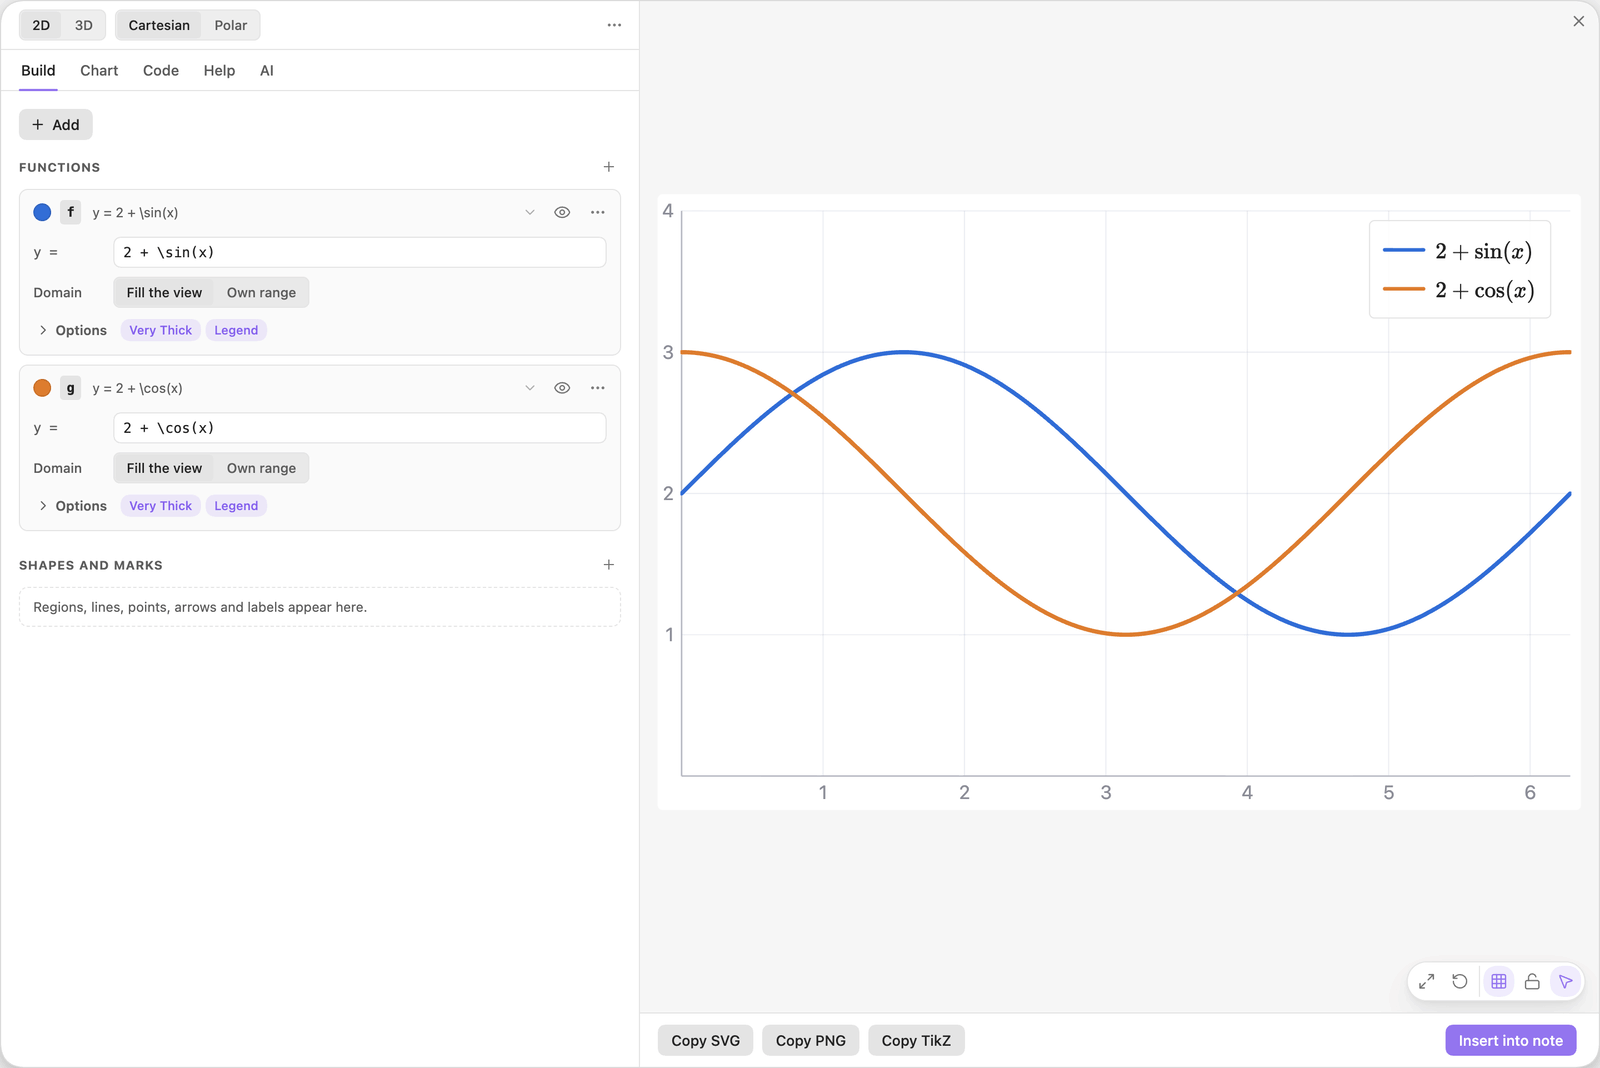 2D 3D Cartesian Polar
Build Chart Code Help AI
+ Add
FUNCTIONS
f y = 2 + \sin(x)
y = 2 + \sin(x)
Domain Fill the view Own range
Options Very Thick Legend
g y = 2 + \cos(x)
y = 2 + \cos(x)
Domain Fill the view Own range
Options Very Thick Legend
SHAPES AND MARKS
Regions, lines, points, arrows and labels appear here.
4
3
2
1
1 2 3 4 5 6
2 + sin(x)
2 + cos(x)
Copy SVG Copy PNG Copy TikZ Insert into note